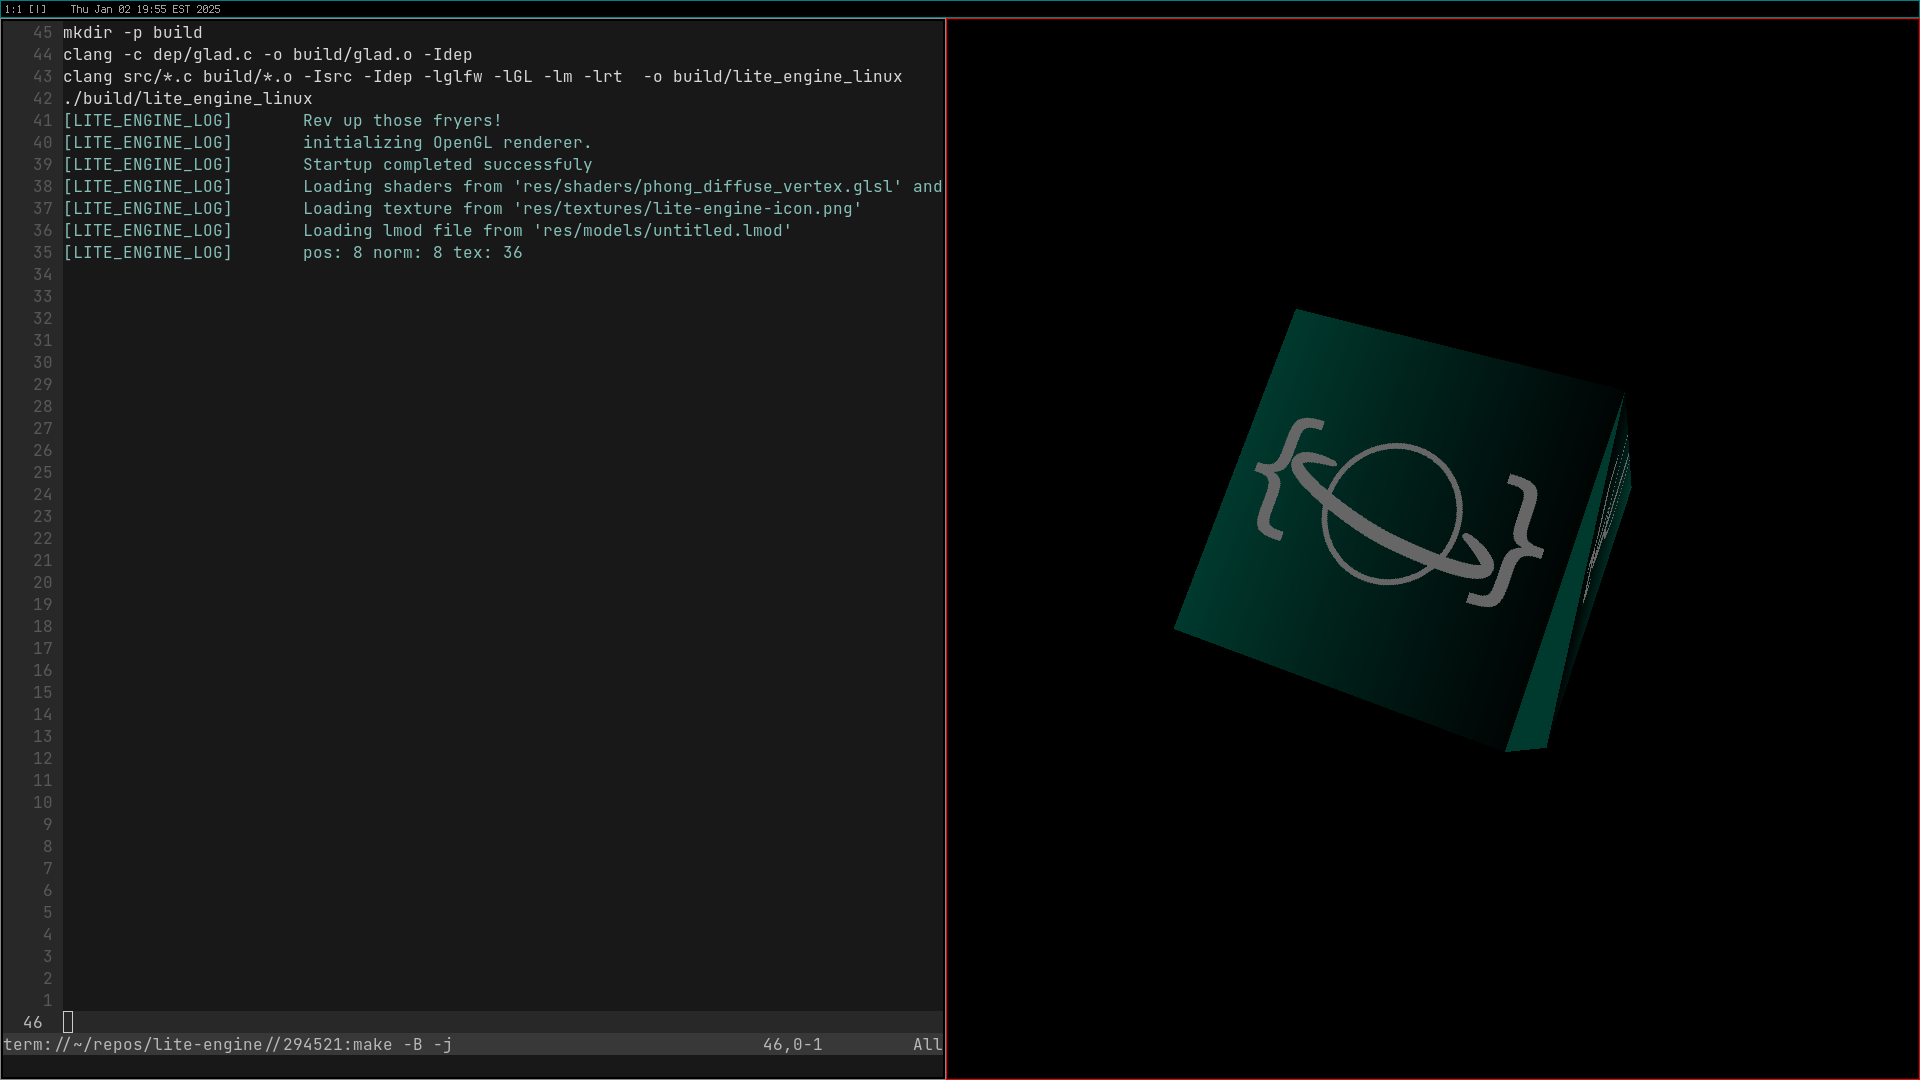 1:1 [|] Thu Jan 02 19:55 EST 2025
45 mkdir -p build
44 clang -c dep/glad.c -o build/glad.o -Idep
43 clang src/*.c build/*.o -Isrc -Idep -lglfw -lGL -lm -lrt  -o build/lite_engine_linux
42 ./build/lite_engine_linux
41 [LITE_ENGINE_LOG] Rev up those fryers!
40 [LITE_ENGINE_LOG] initializing OpenGL renderer.
39 [LITE_ENGINE_LOG] Startup completed successfuly
38 [LITE_ENGINE_LOG] Loading shaders from 'res/shaders/phong_diffuse_vertex.glsl' and
37 [LITE_ENGINE_LOG] Loading texture from 'res/textures/lite-engine-icon.png'
36 [LITE_ENGINE_LOG] Loading lmod file from 'res/models/untitled.lmod'
35 [LITE_ENGINE_LOG] pos: 8 norm: 8 tex: 36
34
33
32
31
30
29
28
27
26
25
24
23
22
21
20
19
18
17
16
15
14
13
12
11
10
9
8
7
6
5
4
3
2
1
46
term://~/repos/lite-engine//294521:make -B -j 46,0-1 All
{ }